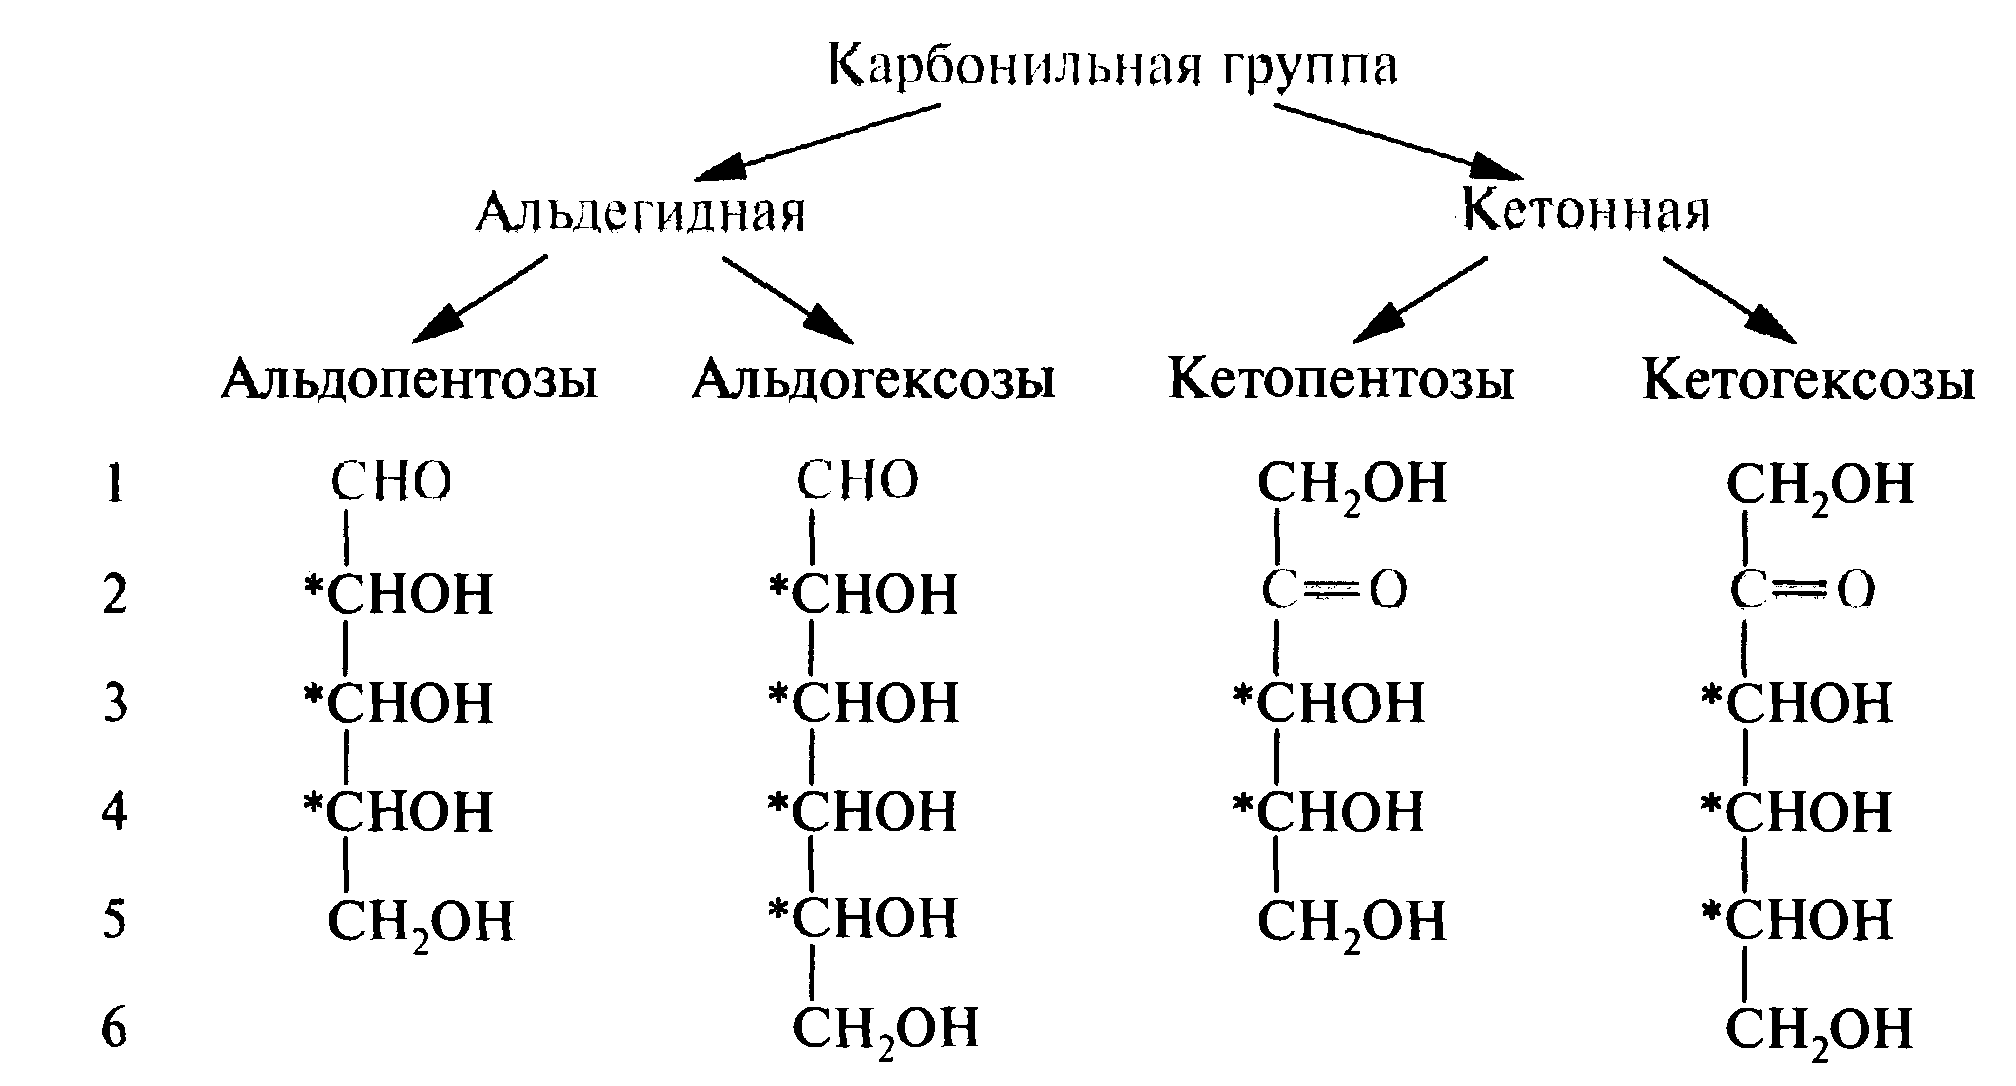 Карбонильная группа
Альдегидная Кетонная
Альдопентозы Альдогексозы Кетопентозы Кетогексозы
1 CHO CHO CH₂OH CH₂OH
2 *CHOH *CHOH C=O C=O
3 *CHOH *CHOH *CHOH *CHOH
4 *CHOH *CHOH *CHOH *CHOH
5 CH₂OH *CHOH CH₂OH *CHOH
6 CH₂OH CH₂OH